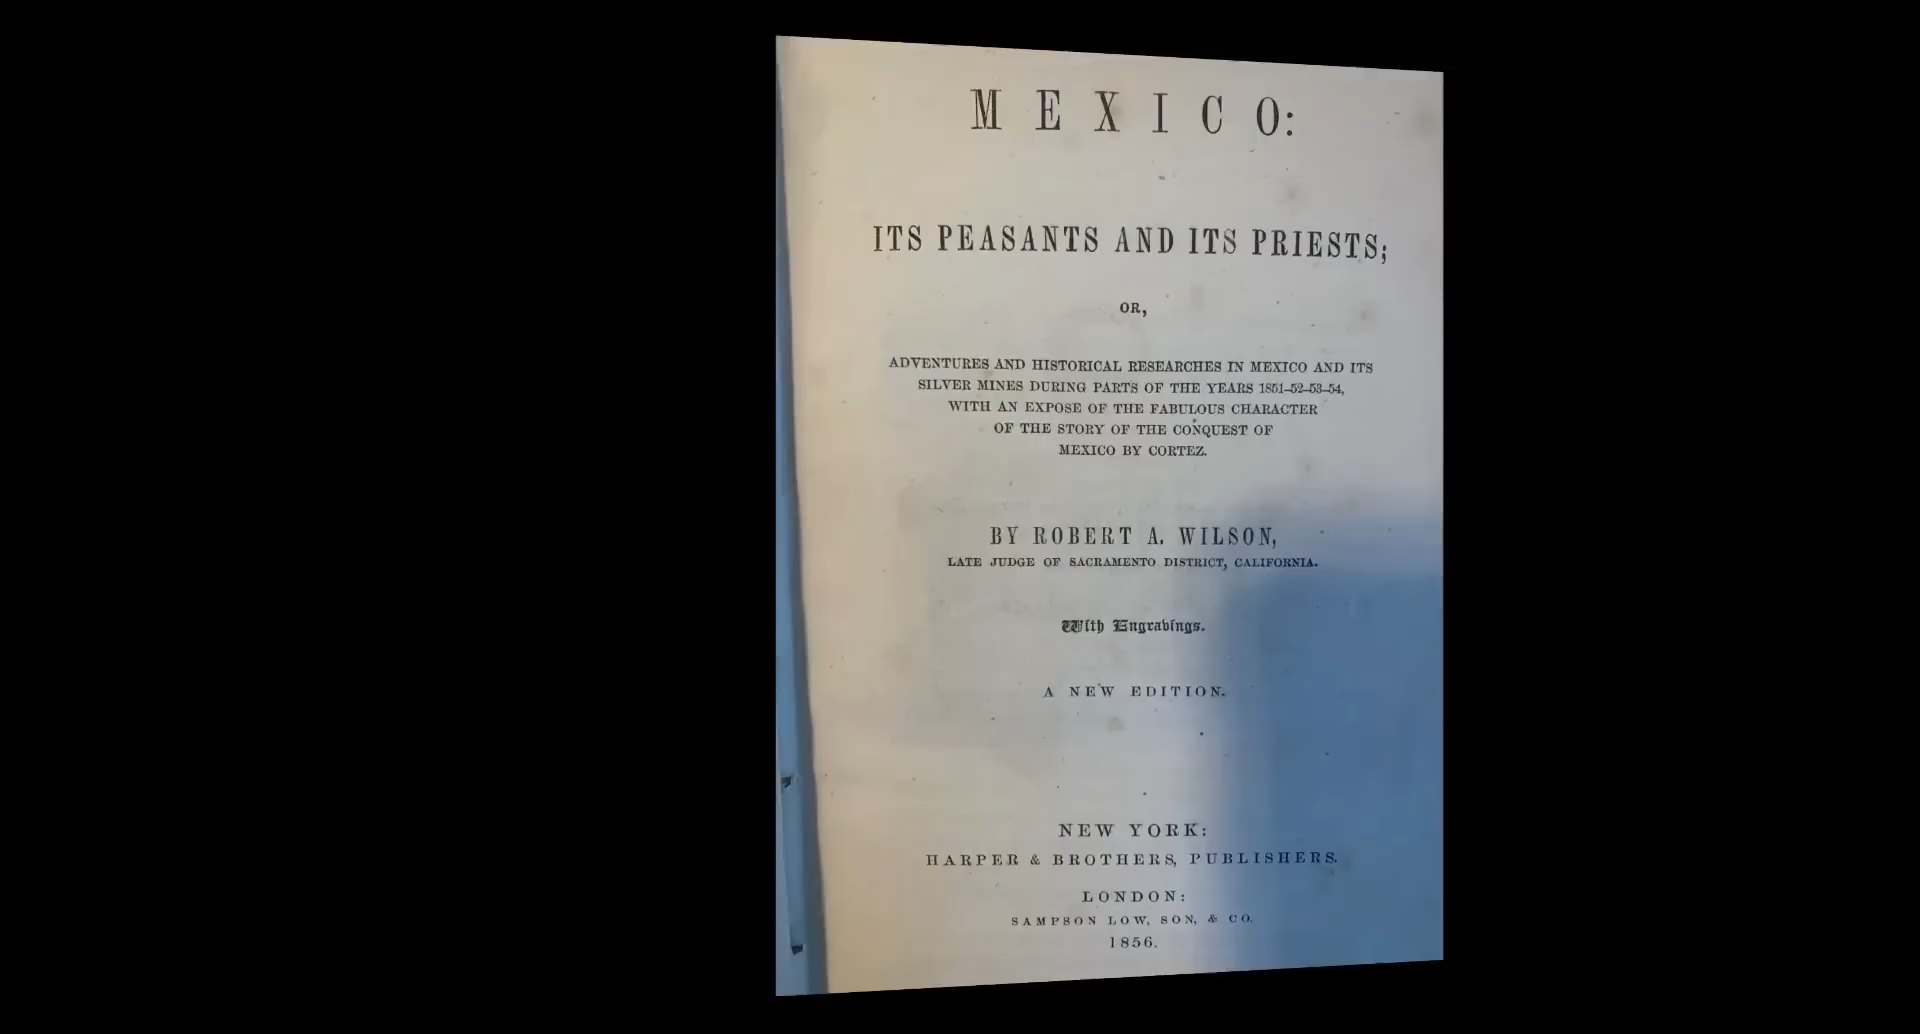 MEXICO:
ITS PEASANTS AND ITS PRIESTS;
OR,
ADVENTURES AND HISTORICAL RESEARCHES IN MEXICO AND ITS
SILVER MINES DURING PARTS OF THE YEARS 1851–52–53–54,
WITH AN EXPOSE OF THE FABULOUS CHARACTER
OF THE STORY OF THE CONQUEST OF
MEXICO BY CORTEZ.
BY ROBERT A. WILSON,
LATE JUDGE OF SACRAMENTO DISTRICT, CALIFORNIA.
With Engravings.
A NEW EDITION.
NEW YORK:
HARPER & BROTHERS, PUBLISHERS.
LONDON:
SAMPSON LOW, SON, & CO.
1856.